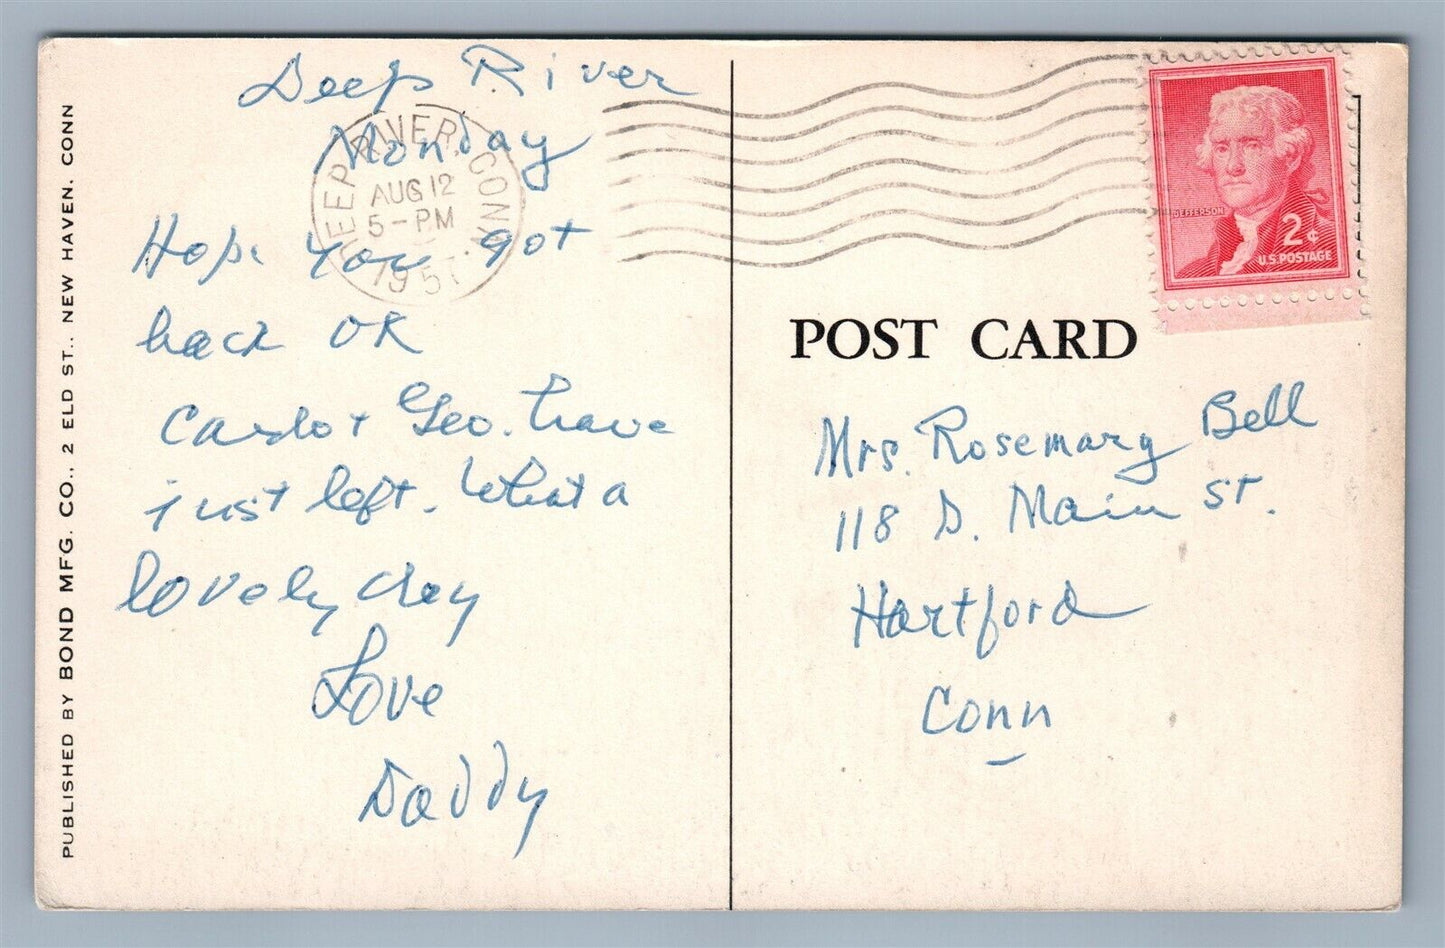 Deep River
Monday
Hope you got
back OK
Carlo + Geo. have
just left. What a
lovely day
Love
Daddy
PUBLISHED BY BOND MFG. CO., 2 ELD ST., NEW HAVEN. CONN
DEEP RIVER, CONN.
AUG 12
5-PM
1957
JEFFERSON
2¢
U.S. POSTAGE
POST CARD
Mrs. Rosemary Bell
118 S. Main St.
Hartford
Conn